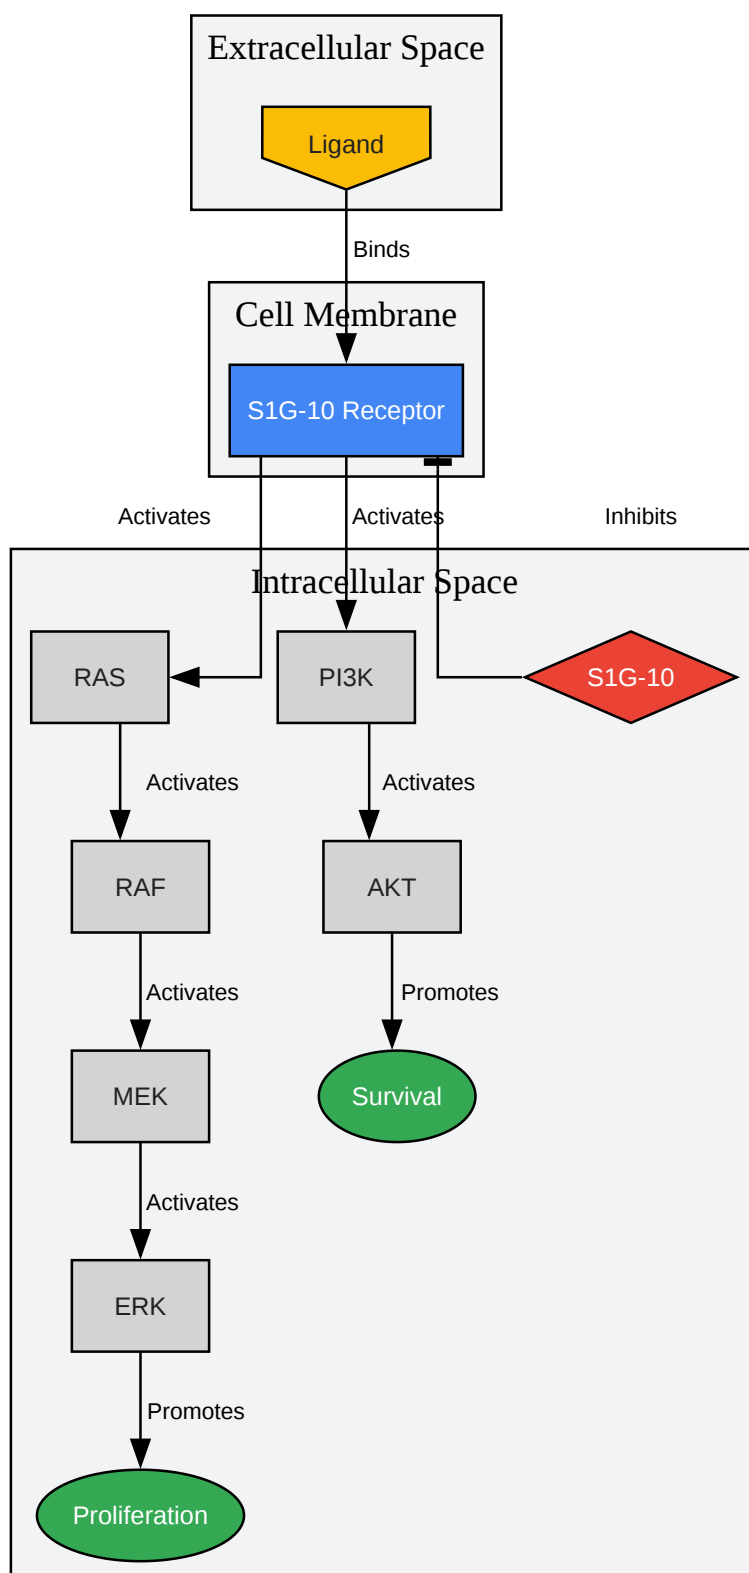 Extracellular Space
Ligand
Binds
Cell Membrane
S1G-10 Receptor
Activates
Activates
Inhibits
Intracellular Space
RAS
PI3K
S1G-10
Activates
Activates
RAF
AKT
Activates
Promotes
MEK
Survival
Activates
ERK
Promotes
Proliferation